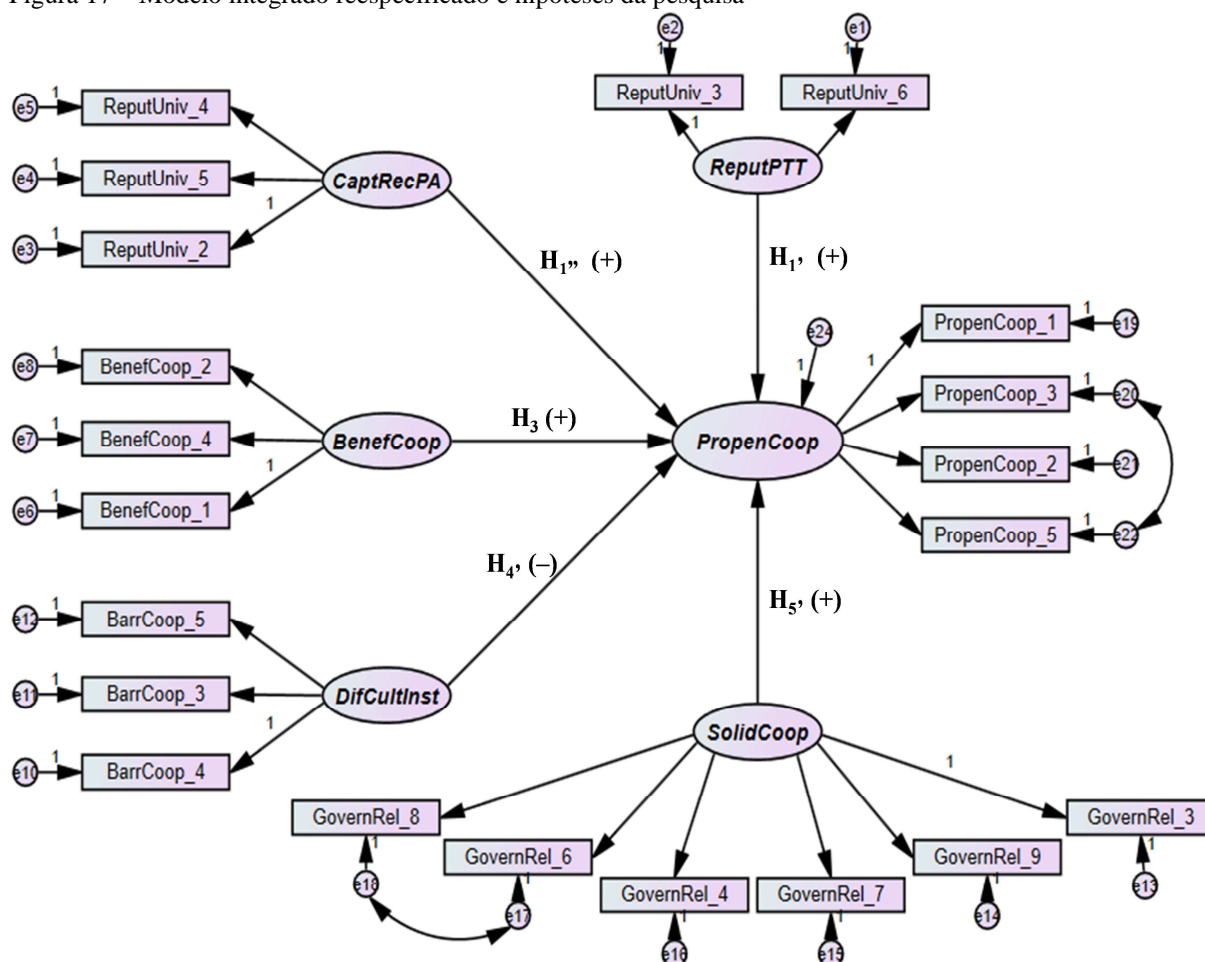 Figura 17 – Modelo integrado reespecificado e hipóteses da pesquisa
e2
e1
1
1
ReputUniv_3
ReputUniv_6
1
ReputPTT
e5
1
ReputUniv_4
e4
1
ReputUniv_5
e3
1
ReputUniv_2
1
CaptRecPA
H1’’ (+)
H1’ (+)
e24
1
PropenCoop_1
1
e19
1
PropenCoop_3
1
e20
PropenCoop_2
1
e21
PropenCoop_5
1
e22
PropenCoop
e8
1
BenefCoop_2
e7
1
BenefCoop_4
e6
1
BenefCoop_1
1
BenefCoop
H3 (+)
H4’ (–)
H5’ (+)
e12
1
BarrCoop_5
e11
1
BarrCoop_3
e10
1
BarrCoop_4
1
DifCultInst
SolidCoop
1
GovernRel_8
GovernRel_6
GovernRel_4
GovernRel_7
GovernRel_9
GovernRel_3
1
1
1
1
1
1
e18
e17
e16
e15
e14
e13